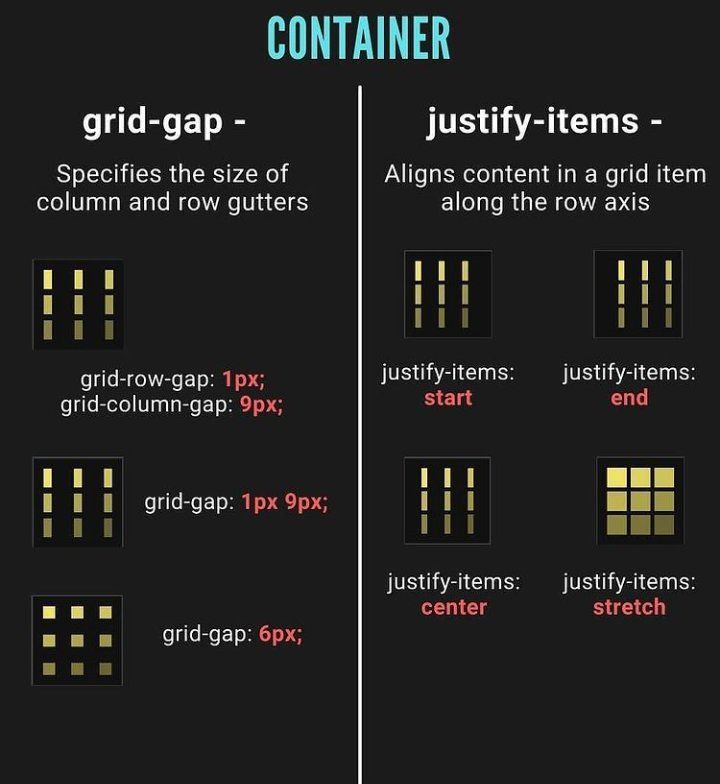 CONTAINER
grid-gap -
Specifies the size of
column and row gutters
grid-row-gap: 1px;
grid-column-gap: 9px;
grid-gap: 1px 9px;
grid-gap: 6px;
justify-items -
Aligns content in a grid item
along the row axis
justify-items:
start
justify-items:
end
justify-items:
center
justify-items:
stretch